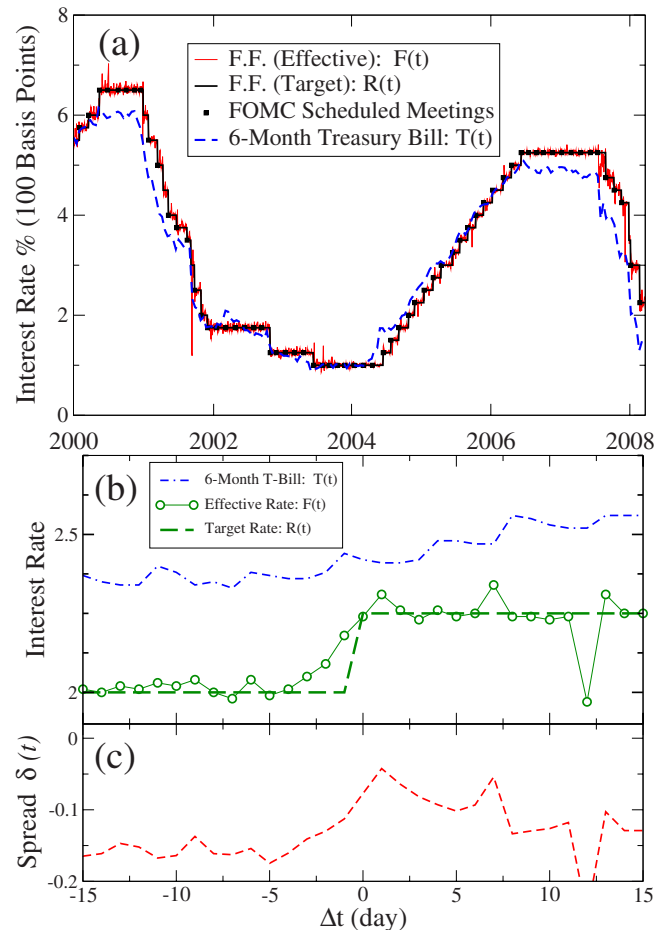 (a)
F.F. (Effective): F(t)
F.F. (Target): R(t)
FOMC Scheduled Meetings
6-Month Treasury Bill: T(t)
Interest Rate % (100 Basis Points)
8
6
4
2
0
2000 2002 2004 2006 2008
(b)
6-Month T-Bill: T(t)
Effective Rate: F(t)
Target Rate: R(t)
Interest Rate
2.5
2
(c)
Spread δ (t)
0
-0.1
-0.2
-15 -10 -5 0 5 10 15
Δt (day)